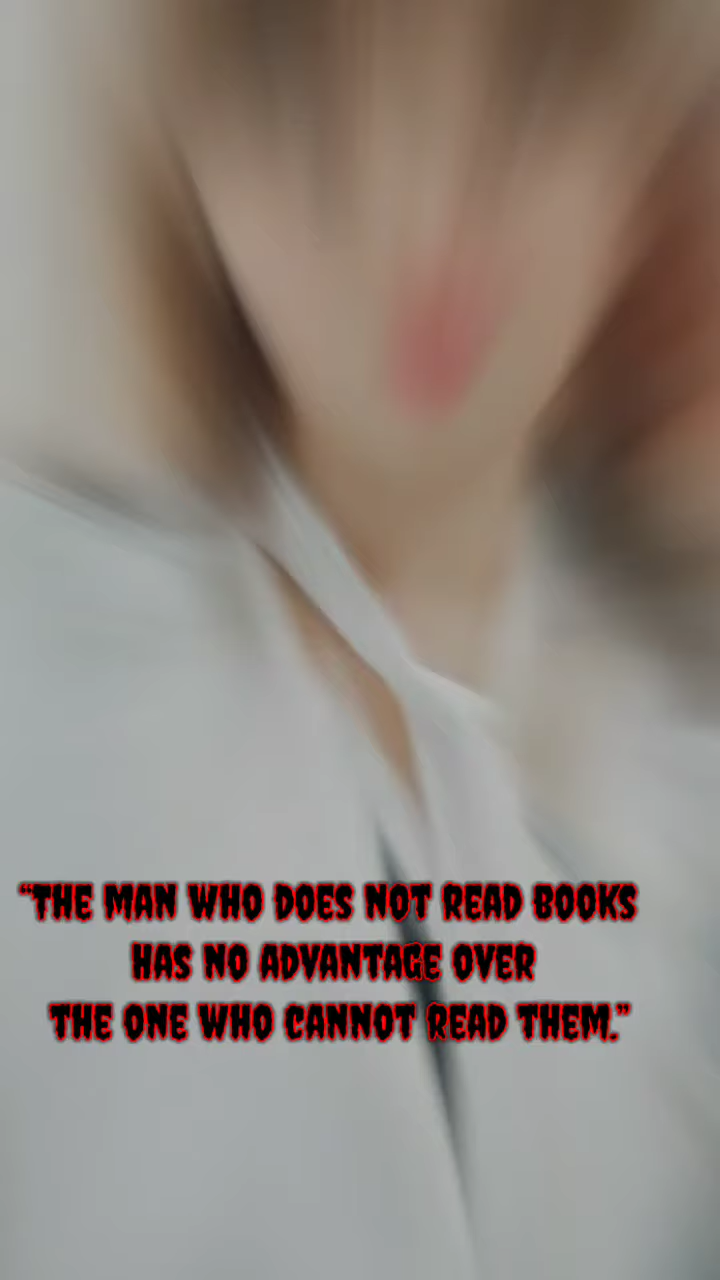 “THE MAN WHO DOES NOT READ BOOKS
HAS NO ADVANTAGE OVER
THE ONE WHO CANNOT READ THEM.”